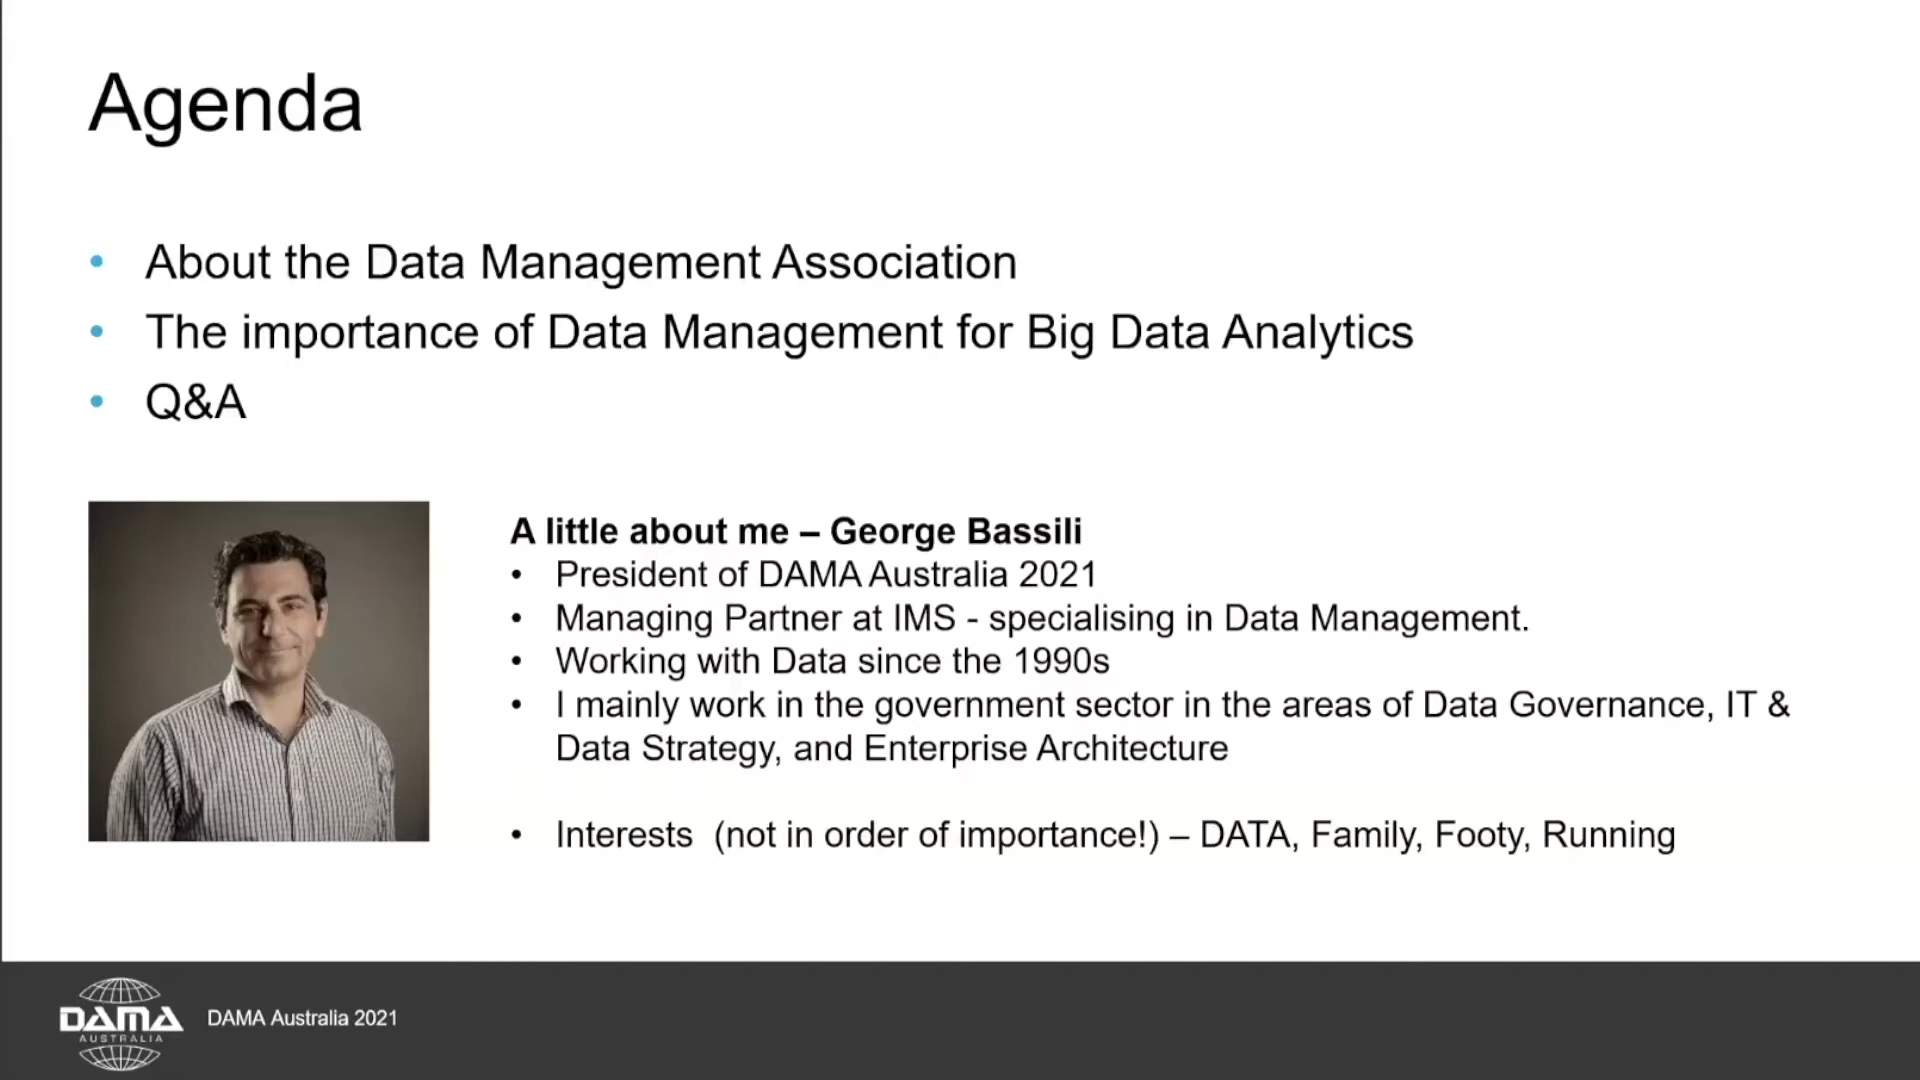 Agenda
• About the Data Management Association
• The importance of Data Management for Big Data Analytics
• Q&A
A little about me – George Bassili
• President of DAMA Australia 2021
• Managing Partner at IMS - specialising in Data Management.
• Working with Data since the 1990s
• I mainly work in the government sector in the areas of Data Governance, IT &
Data Strategy, and Enterprise Architecture
• Interests  (not in order of importance!) – DATA, Family, Footy, Running
DAMA
AUSTRALIA
DAMA Australia 2021